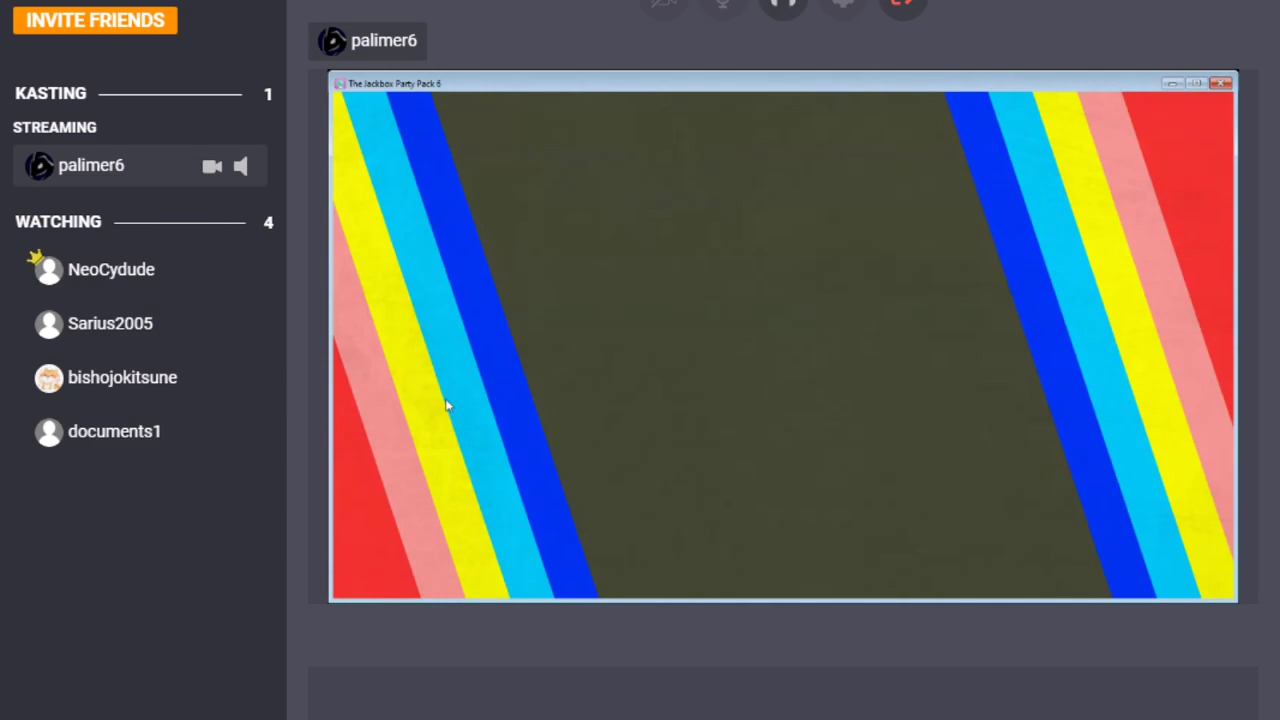 INVITE FRIENDS
KASTING 1
STREAMING
palimer6
WATCHING 4
NeoCydude
Sarius2005
bishojokitsune
documents1
palimer6
The Jackbox Party Pack 6